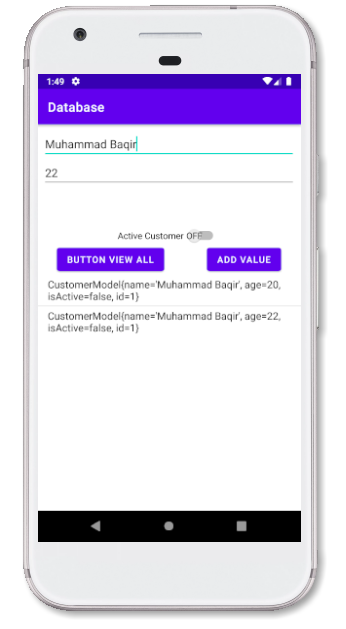 1:49
Database
Muhammad Baqir
22
Active Customer OFF
BUTTON VIEW ALL
ADD VALUE
CustomerModel{name='Muhammad Baqir', age=20,
isActive=false, id=1}
CustomerModel{name='Muhammad Baqir', age=22,
isActive=false, id=1}